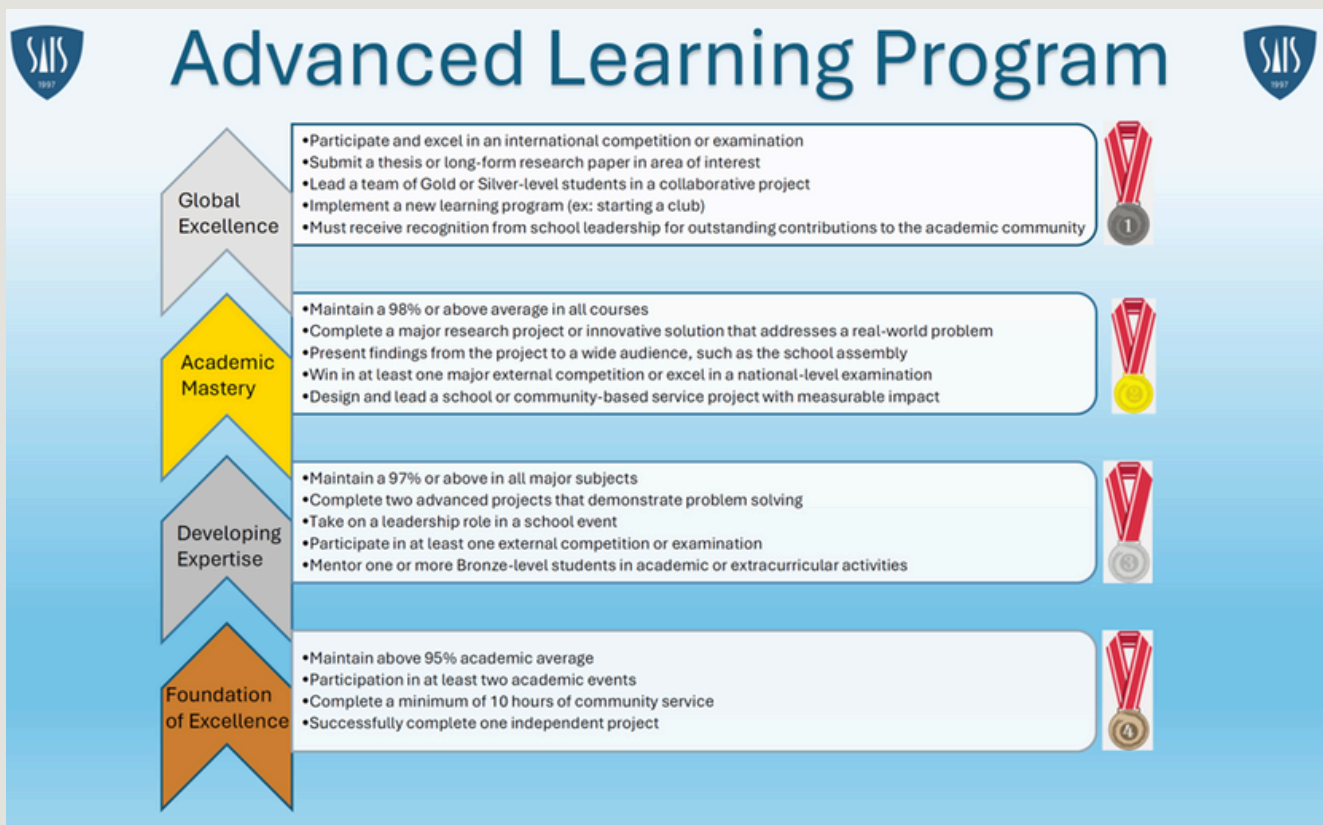 SAIS
1997
Advanced Learning Program
SAIS
1997
Global
Excellence
•Participate and excel in an international competition or examination
•Submit a thesis or long-form research paper in area of interest
•Lead a team of Gold or Silver-level students in a collaborative project
•Implement a new learning program (ex: starting a club)
•Must receive recognition from school leadership for outstanding contributions to the academic community
1
Academic
Mastery
•Maintain a 98% or above average in all courses
•Complete a major research project or innovative solution that addresses a real-world problem
•Present findings from the project to a wide audience, such as the school assembly
•Win in at least one major external competition or excel in a national-level examination
•Design and lead a school or community-based service project with measurable impact
2
Developing
Expertise
•Maintain a 97% or above in all major subjects
•Complete two advanced projects that demonstrate problem solving
•Take on a leadership role in a school event
•Participate in at least one external competition or examination
•Mentor one or more Bronze-level students in academic or extracurricular activities
3
Foundation
of Excellence
•Maintain above 95% academic average
•Participation in at least two academic events
•Complete a minimum of 10 hours of community service
•Successfully complete one independent project
4